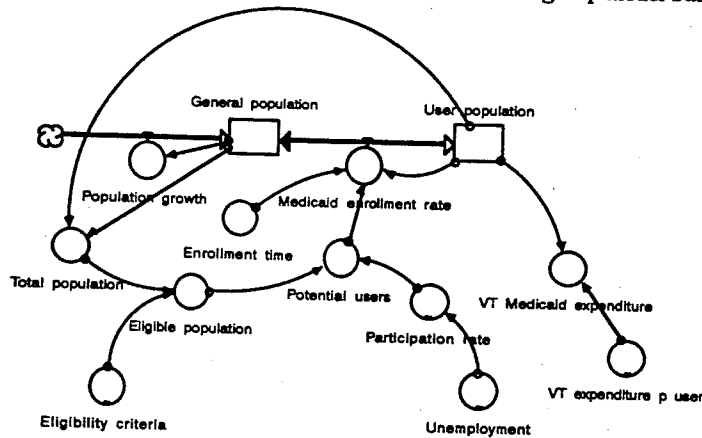 General population
User population
Population growth
Medicaid enrollment rate
Enrollment time
Total population
Potential users
VT Medicaid expenditure
Eligible population
Participation rate
VT expenditure p user
Eligibility criteria
Unemployment